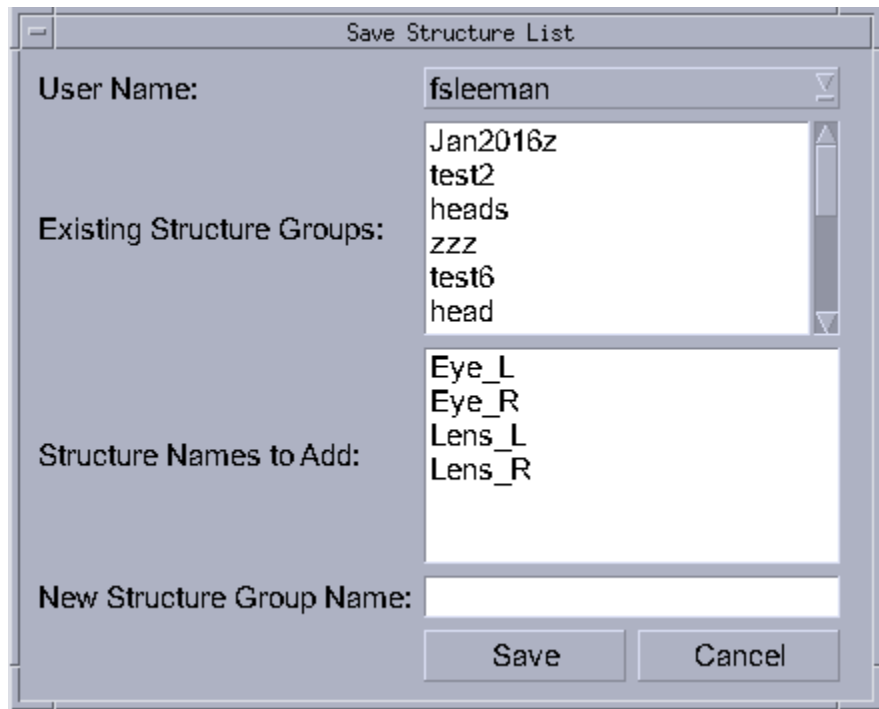 Save Structure List
User Name: fsleeman
Existing Structure Groups:
Jan2016z
test2
heads
zzz
test6
head
Structure Names to Add:
Eye_L
Eye_R
Lens_L
Lens_R
New Structure Group Name:
Save Cancel